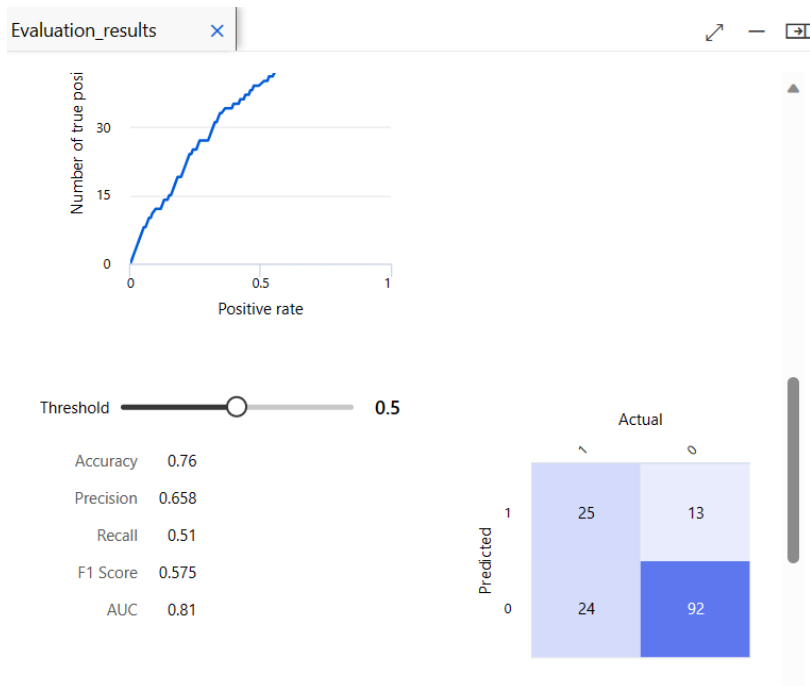 Evaluation_results
Number of true posi
30
15
0
0 0.5 1
Positive rate
Threshold 0.5
Accuracy 0.76
Precision 0.658
Recall 0.51
F1 Score 0.575
AUC 0.81
Actual
1 0
Predicted
1 25 13
0 24 92